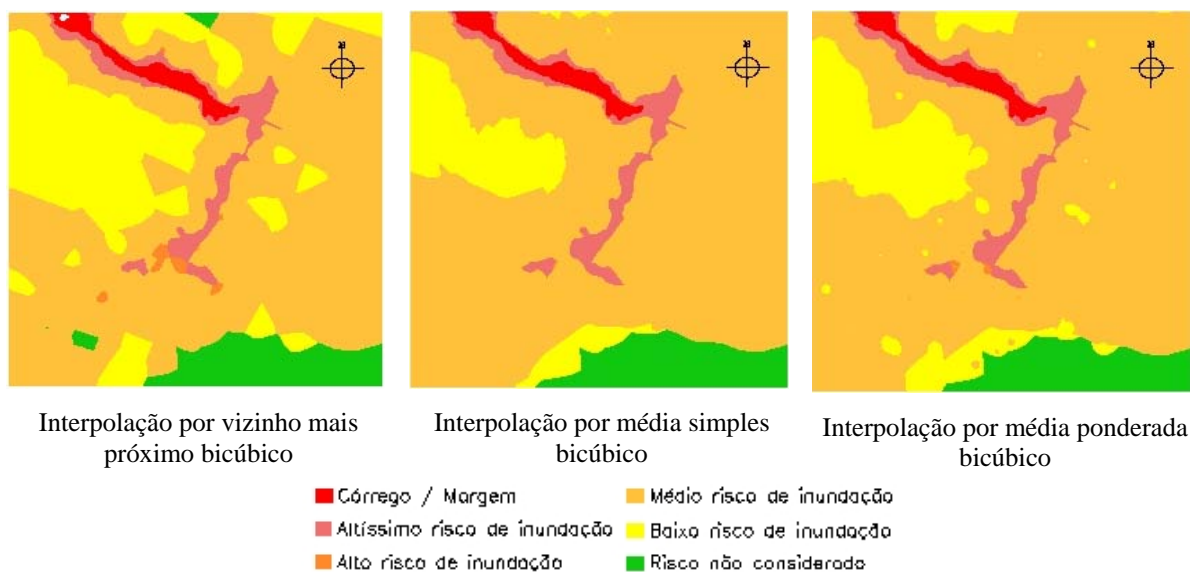 Interpolação por vizinho mais
próximo bicúbico
Interpolação por média simples
bicúbico
Interpolação por média ponderada
bicúbico
Córrego / Margem
Altíssimo risco de inundação
Alto risco de inundação
Médio risco de inundação
Baixo risco de inundação
Risco não considerado